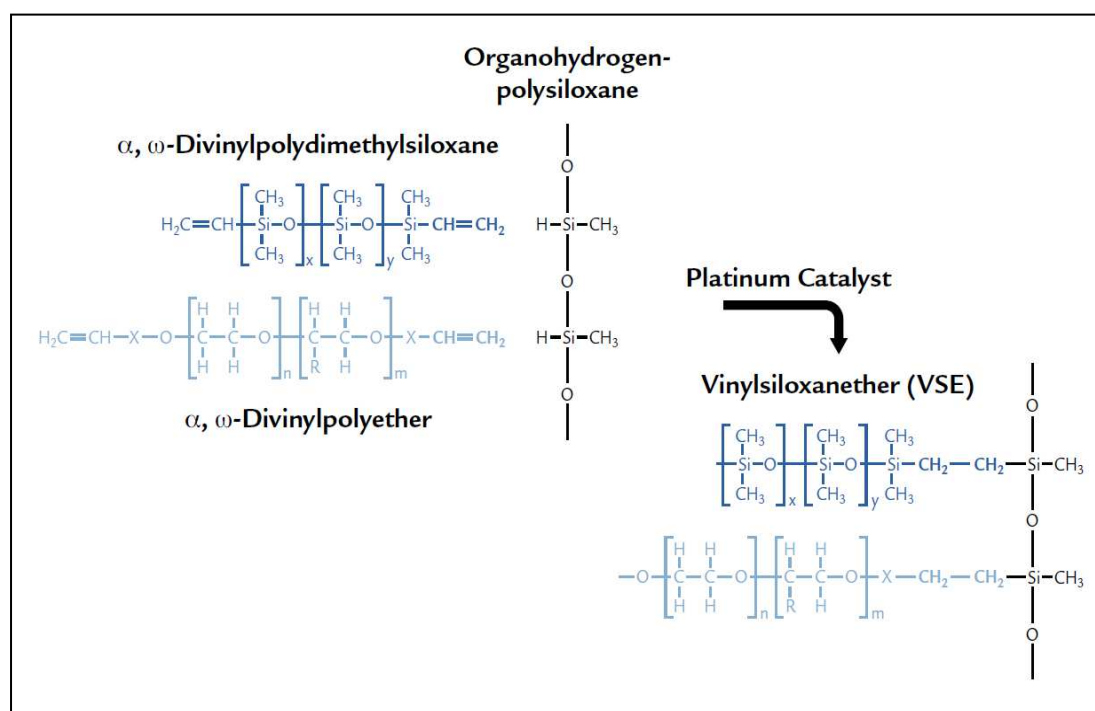 Organohydrogen-
polysiloxane
α, ω-Divinylpolydimethylsiloxane
O
CH₃ CH₃ CH₃
H₂C=CH Si O Si O Si CH=CH₂
CH₃ x CH₃ y CH₃
H Si CH₃
O
H H H H
H₂C=CH X O C C O C C O X CH=CH₂
H H n R H m
H Si CH₃
O
α, ω-Divinylpolyether
Platinum Catalyst
Vinylsiloxanether (VSE)
O
CH₃ CH₃ CH₃
Si O Si O Si CH₂ CH₂ Si CH₃
CH₃ x CH₃ y CH₃
O
H H H H
O C C O C C O X CH₂ CH₂ Si CH₃
H H n R H m
O